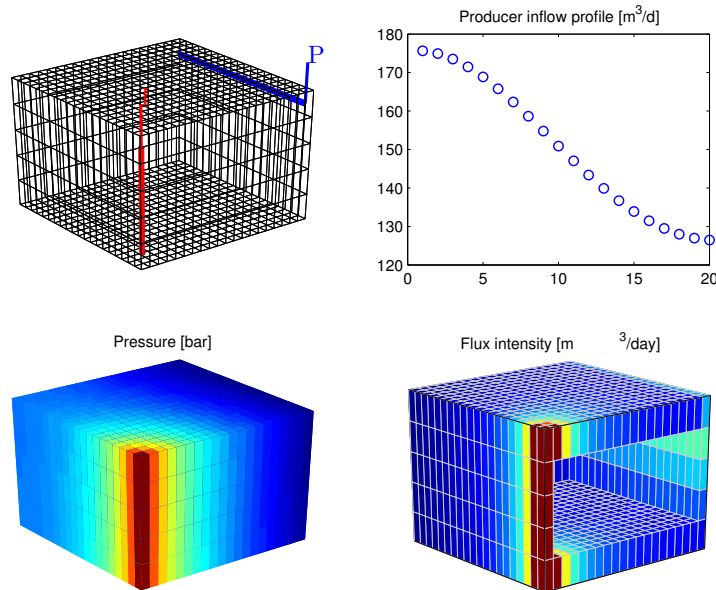 P
I
Producer inflow profile [m³/d]
180
170
160
150
140
130
120
0
5
10
15
20
Pressure [bar]
Flux intensity [m ³/day]